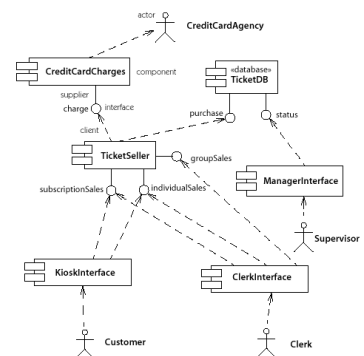 actor
CreditCardAgency
CreditCardCharges
component
«database»
TicketDB
supplier
charge
interface
purchase
status
client
TicketSeller
groupSales
ManagerInterface
subscriptionSales
individualSales
Supervisor
KioskInterface
ClerkInterface
Customer
Clerk